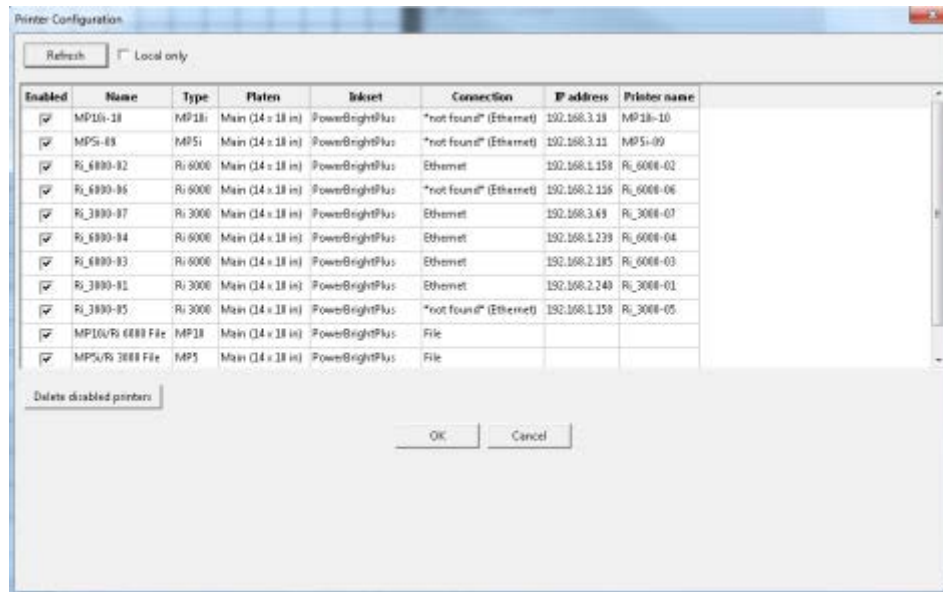 Printer Configuration
Refresh Local only
Enabled Name Type Platen Inkset Connection IP address Printer name
MP10i-10 MP10i Main (14 x 18 in) PowerBrightPlus *not found* (Ethernet) 192.168.3.10 MP10i-10
MP5i-09 MP5i Main (14 x 18 in) PowerBrightPlus *not found* (Ethernet) 192.168.3.11 MP5i-09
Ri_6000-02 Ri 6000 Main (14 x 18 in) PowerBrightPlus Ethernet Ri_6000-02
Ri_6000-06 Ri 6000 Main (14 x 18 in) PowerBrightPlus *not found* (Ethernet) 192.168.2.116 Ri_6000-06
Ri_3000-07 Ri 3000 Main (14 x 18 in) PowerBrightPlus Ethernet 192.168.3.69 Ri_3000-07
Ri_6000-04 Ri 6000 Main (14 x 18 in) PowerBrightPlus Ethernet 192.168.1.239 Ri_6000-04
Ri_6000-03 Ri 6000 Main (14 x 18 in) PowerBrightPlus Ethernet 192.168.2.105 Ri_6000-03
Ri_3000-01 Ri 3000 Main (14 x 18 in) PowerBrightPlus Ethernet 192.168.2.240 Ri_3000-01
Ri_3000-05 Ri 3000 Main (14 x 18 in) PowerBrightPlus *not found* (Ethernet) Ri_3000-05
MP10i/Ri 6000 File MP10 Main (14 x 18 in) PowerBrightPlus File
MP5i/Ri 3000 File MP5 Main (14 x 18 in) PowerBrightPlus File
Delete disabled printers
OK Cancel